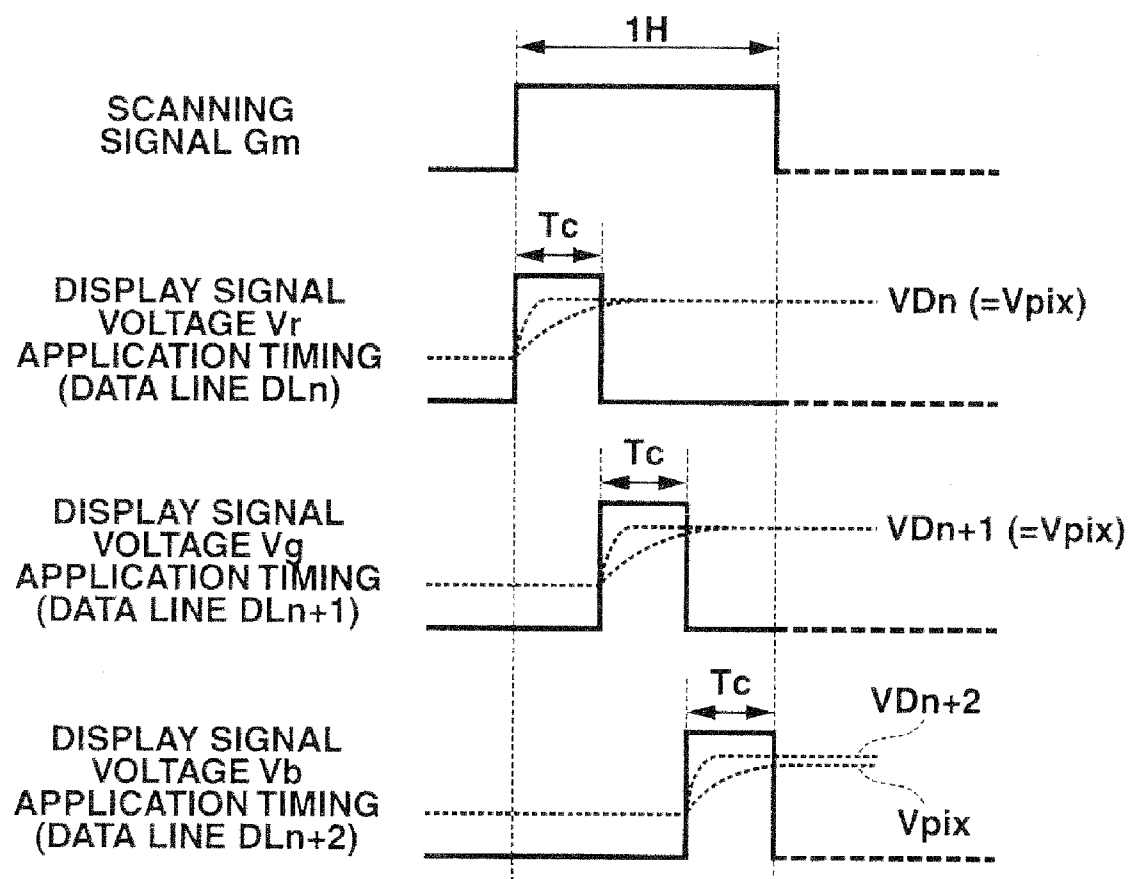 1H
SCANNING
SIGNAL Gm
Tc
DISPLAY SIGNAL
VOLTAGE Vr
APPLICATION TIMING
(DATA LINE DLn)
VDn (=Vpix)
Tc
DISPLAY SIGNAL
VOLTAGE Vg
APPLICATION TIMING
(DATA LINE DLn+1)
VDn+1 (=Vpix)
Tc
DISPLAY SIGNAL
VOLTAGE Vb
APPLICATION TIMING
(DATA LINE DLn+2)
VDn+2
Vpix